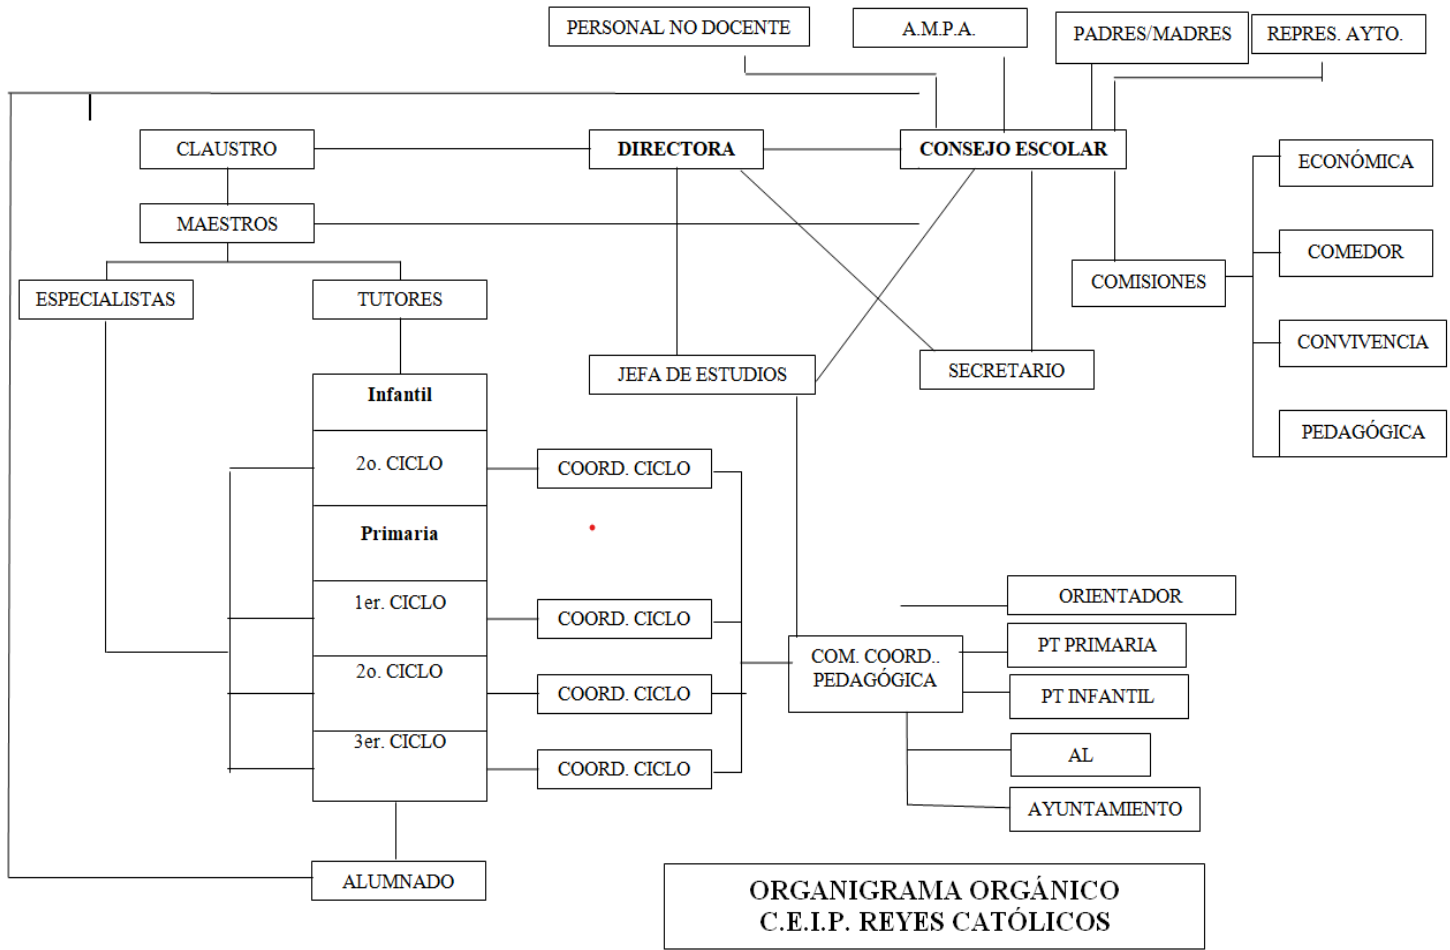 PERSONAL NO DOCENTE
A.M.P.A.
PADRES/MADRES
REPRES. AYTO.
CLAUSTRO
DIRECTORA
CONSEJO ESCOLAR
ECONÓMICA
MAESTROS
COMEDOR
COMISIONES
ESPECIALISTAS
TUTORES
CONVIVENCIA
JEFA DE ESTUDIOS
SECRETARIO
PEDAGÓGICA
Infantil
2o. CICLO
COORD. CICLO
Primaria
1er. CICLO
COORD. CICLO
2o. CICLO
COORD. CICLO
3er. CICLO
COORD. CICLO
COM. COORD..
PEDAGÓGICA
ORIENTADOR
PT PRIMARIA
PT INFANTIL
AL
AYUNTAMIENTO
ALUMNADO
ORGANIGRAMA ORGÁNICO
C.E.I.P. REYES CATÓLICOS